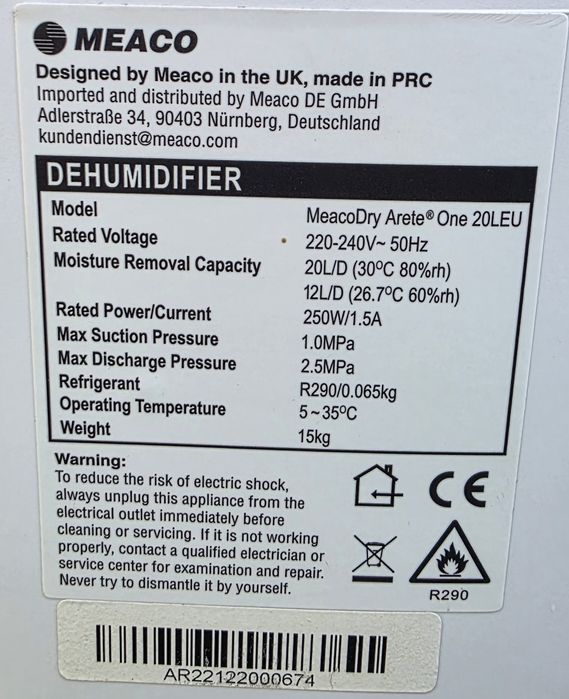 MEACO
Designed by Meaco in the UK, made in PRC
Imported and distributed by Meaco DE GmbH
Adlerstraße 34, 90403 Nürnberg, Deutschland
kundendienst@meaco.com
DEHUMIDIFIER
Model MeacoDry Arete® One 20LEU
Rated Voltage 220-240V~ 50Hz
Moisture Removal Capacity 20L/D (30ºC 80%rh)
12L/D (26.7ºC 60%rh)
Rated Power/Current 250W/1.5A
Max Suction Pressure 1.0MPa
Max Discharge Pressure 2.5MPa
Refrigerant R290/0.065kg
Operating Temperature 5~35ºC
Weight 15kg
Warning:
To reduce the risk of electric shock,
always unplug this appliance from the
electrical outlet immediately before
cleaning or servicing. If it is not working
properly, contact a qualified electrician or
service center for examination and repair.
Never try to dismantle it by yourself.
CE
R290
AR22122000674